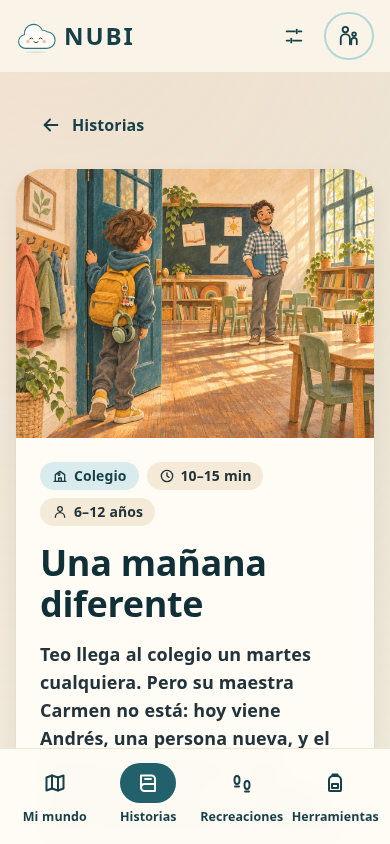 NUBI
Historias
Colegio
10–15 min
6–12 años
Una mañana
diferente
Teo llega al colegio un martes
cualquiera. Pero su maestra
Carmen no está: hoy viene
Andrés, una persona nueva, y el
Mi mundo
Historias
Recreaciones
Herramientas